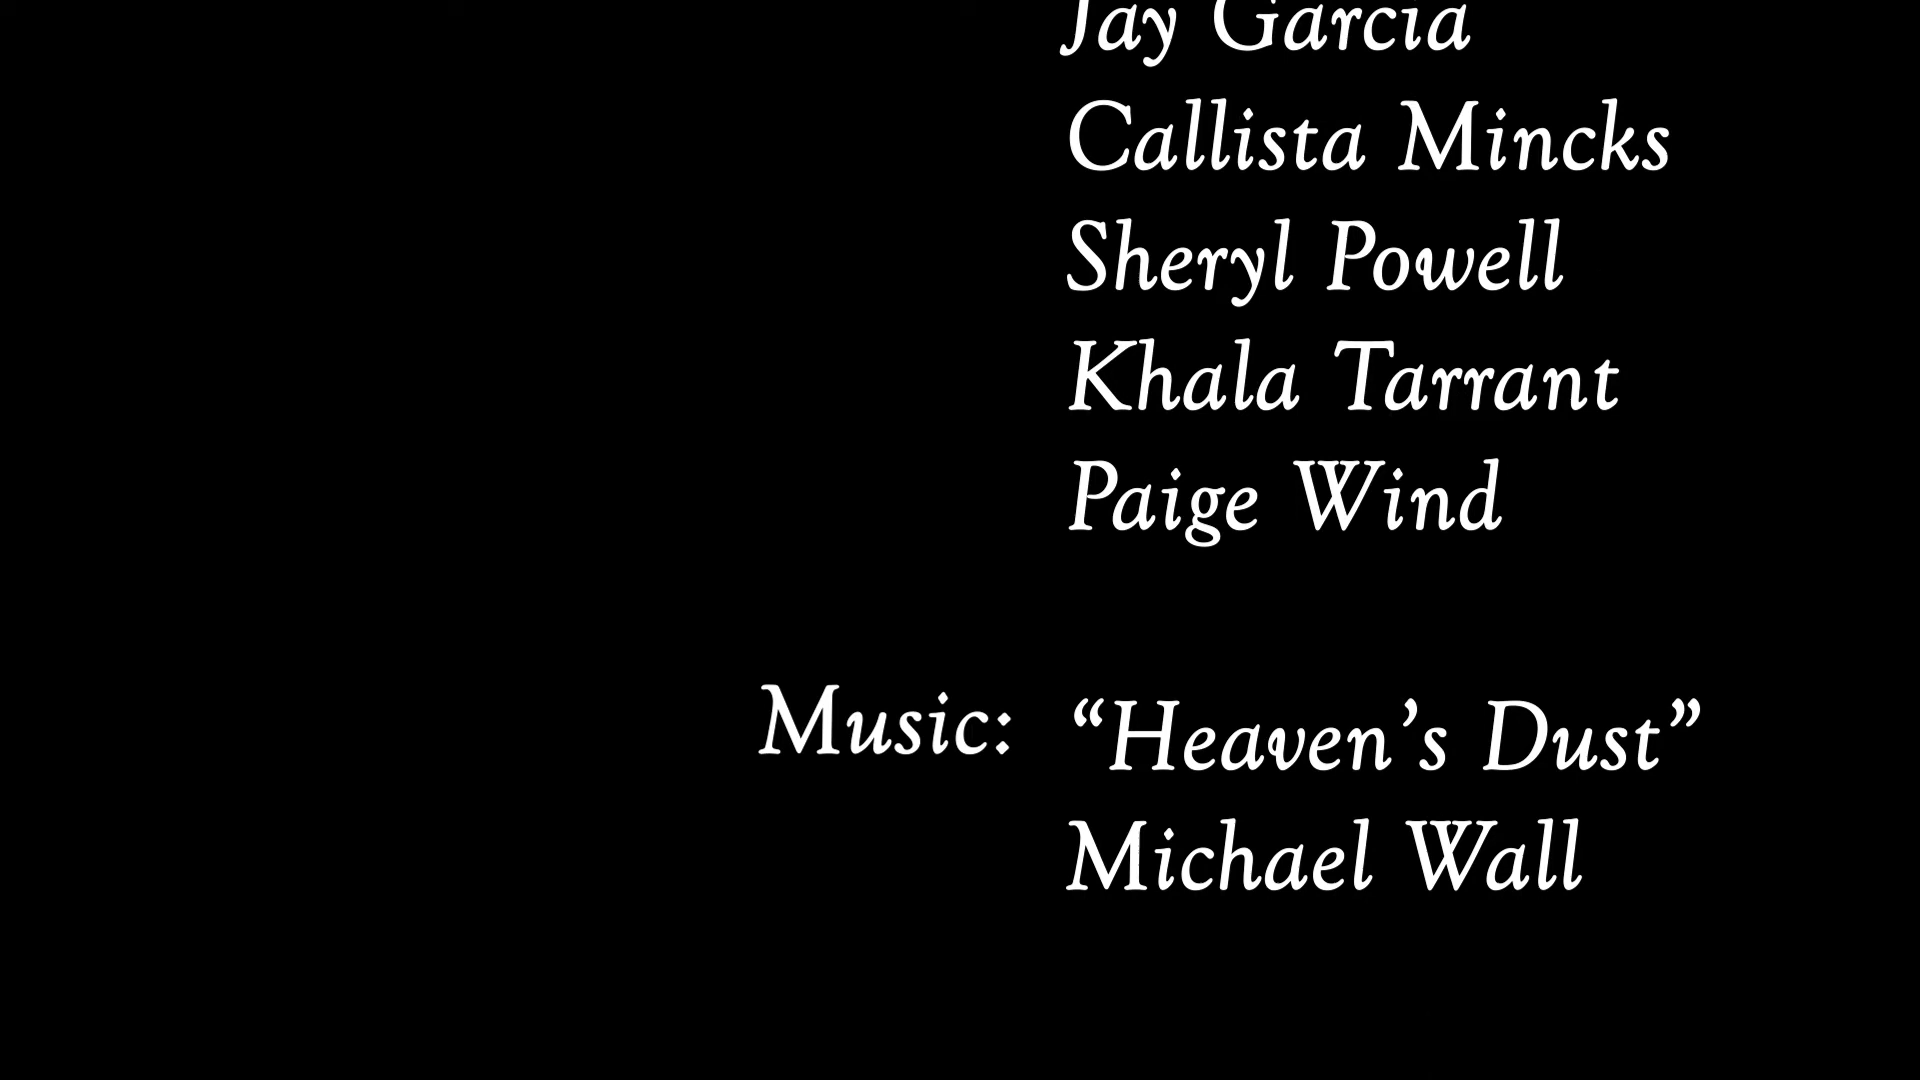 Jay Garcia
Callista Mincks
Sheryl Powell
Khala Tarrant
Paige Wind
Music: “Heaven’s Dust”
Michael Wall